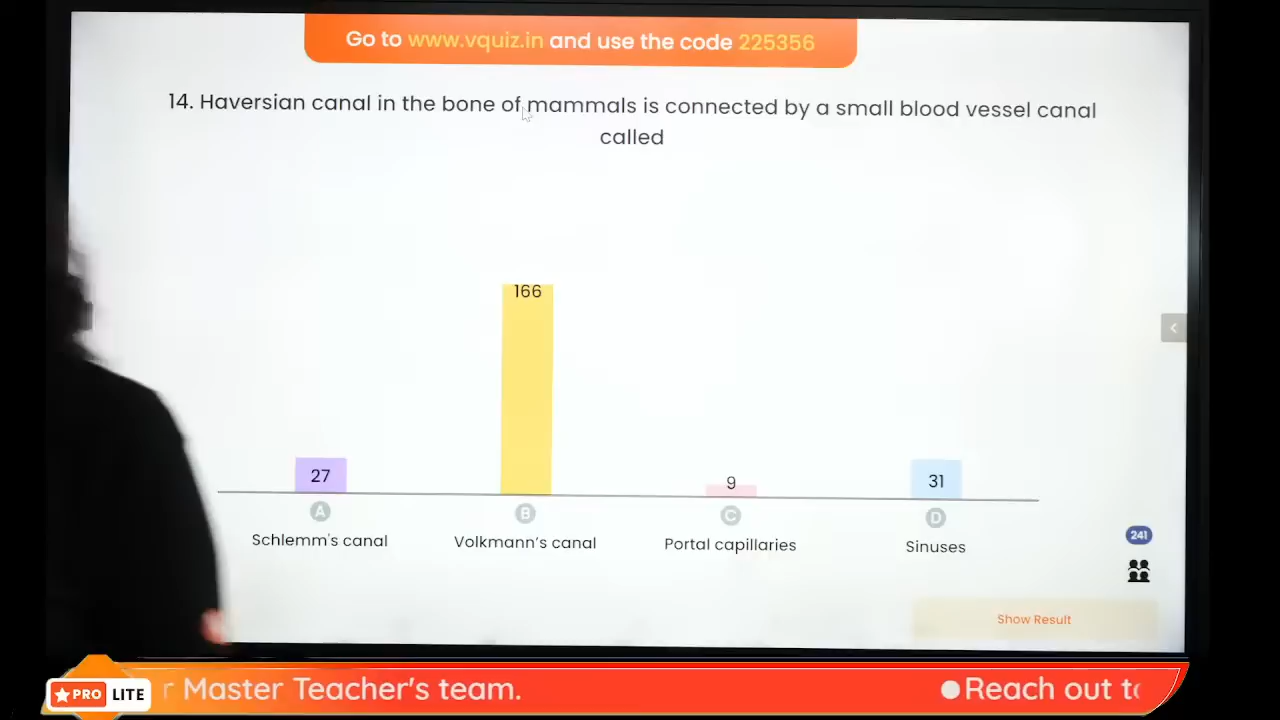 Go to www.vquiz.in and use the code 225356
14. Haversian canal in the bone of mammals is connected by a small blood vessel canal
called
166
27
9
31
A
B
C
D
Schlemm's canal
Volkmann's canal
Portal capillaries
Sinuses
241
Show Result
PRO LITE
r Master Teacher's team.
Reach out to